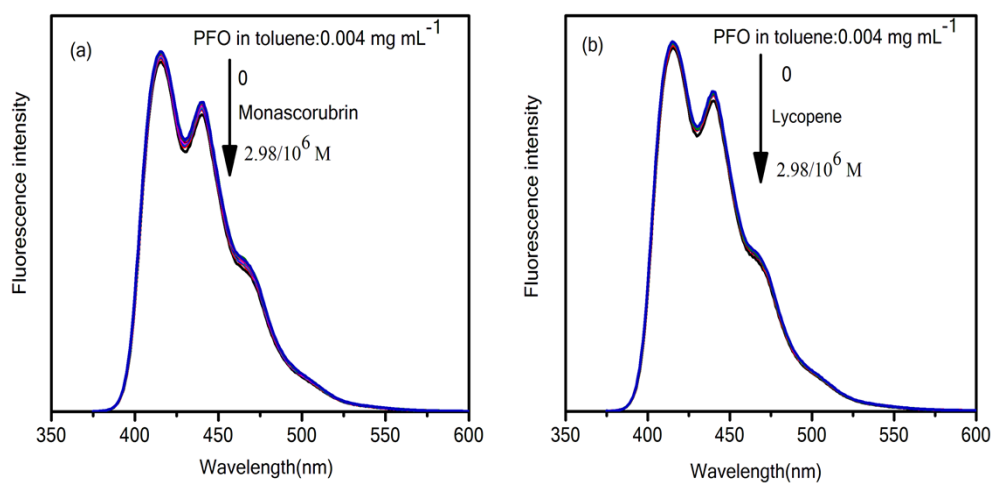 (a)
PFO in toluene:0.004 mg mL⁻¹
0
Monascorubrin
2.98/10⁶ M
Fluorescence intensity
350 400 450 500 550 600
Wavelength(nm)
(b)
PFO in toluene:0.004 mg mL⁻¹
0
Lycopene
2.98/10⁶ M
Fluorescence intensity
350 400 450 500 550 600
Wavelength(nm)